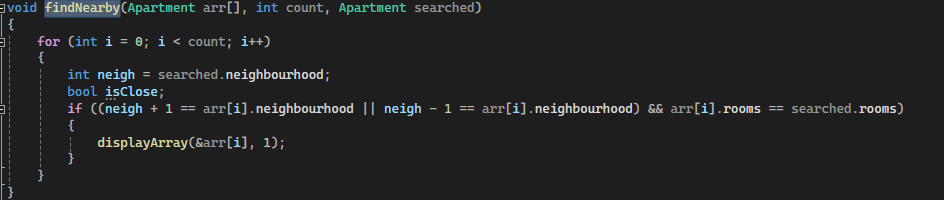 void findNearby(Apartment arr[], int count, Apartment searched)
{
    for (int i = 0; i < count; i++)
    {
        int neigh = searched.neighbourhood;
        bool isClose;
        if ((neigh + 1 == arr[i].neighbourhood || neigh - 1 == arr[i].neighbourhood) && arr[i].rooms == searched.rooms)
        {
            displayArray(&arr[i], 1);
        }
    }
}